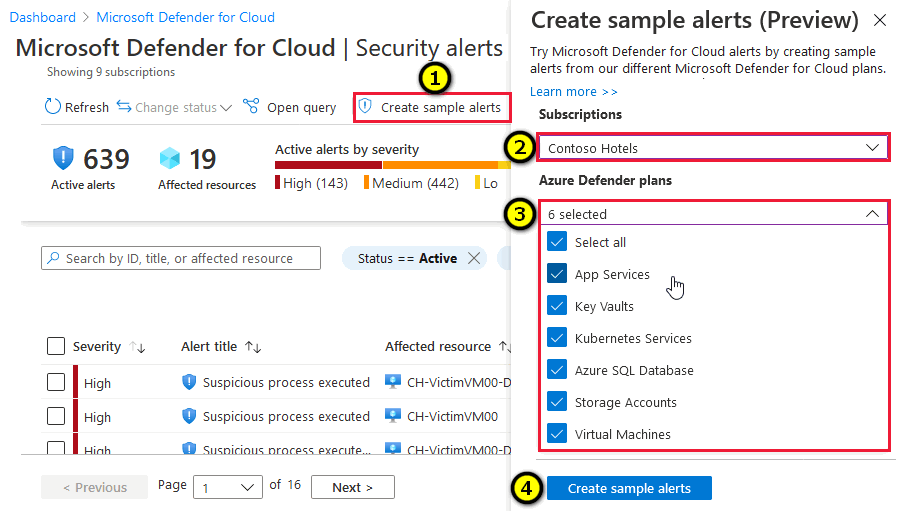 Dashboard > Microsoft Defender for Cloud
Microsoft Defender for Cloud | Security alerts
Showing 9 subscriptions
1
Refresh Change status Open query Create sample alerts
639 19 Active alerts by severity
Active alerts Affected resources High (143) Medium (442) Lo
Search by ID, title, or affected resource Status == Active
Severity Alert title Affected resource
High Suspicious process executed CH-VictimVM00-D
High Suspicious process executed CH-VictimVM00
High Suspicious process execute... CH-VictimVM00-D
< Previous Page 1 of 16 Next >
Create sample alerts (Preview)
Try Microsoft Defender for Cloud alerts by creating sample
alerts from our different Microsoft Defender for Cloud plans.
Learn more >>
Subscriptions
2 Contoso Hotels
Azure Defender plans
3 6 selected
Select all
App Services
Key Vaults
Kubernetes Services
Azure SQL Database
Storage Accounts
Virtual Machines
4 Create sample alerts